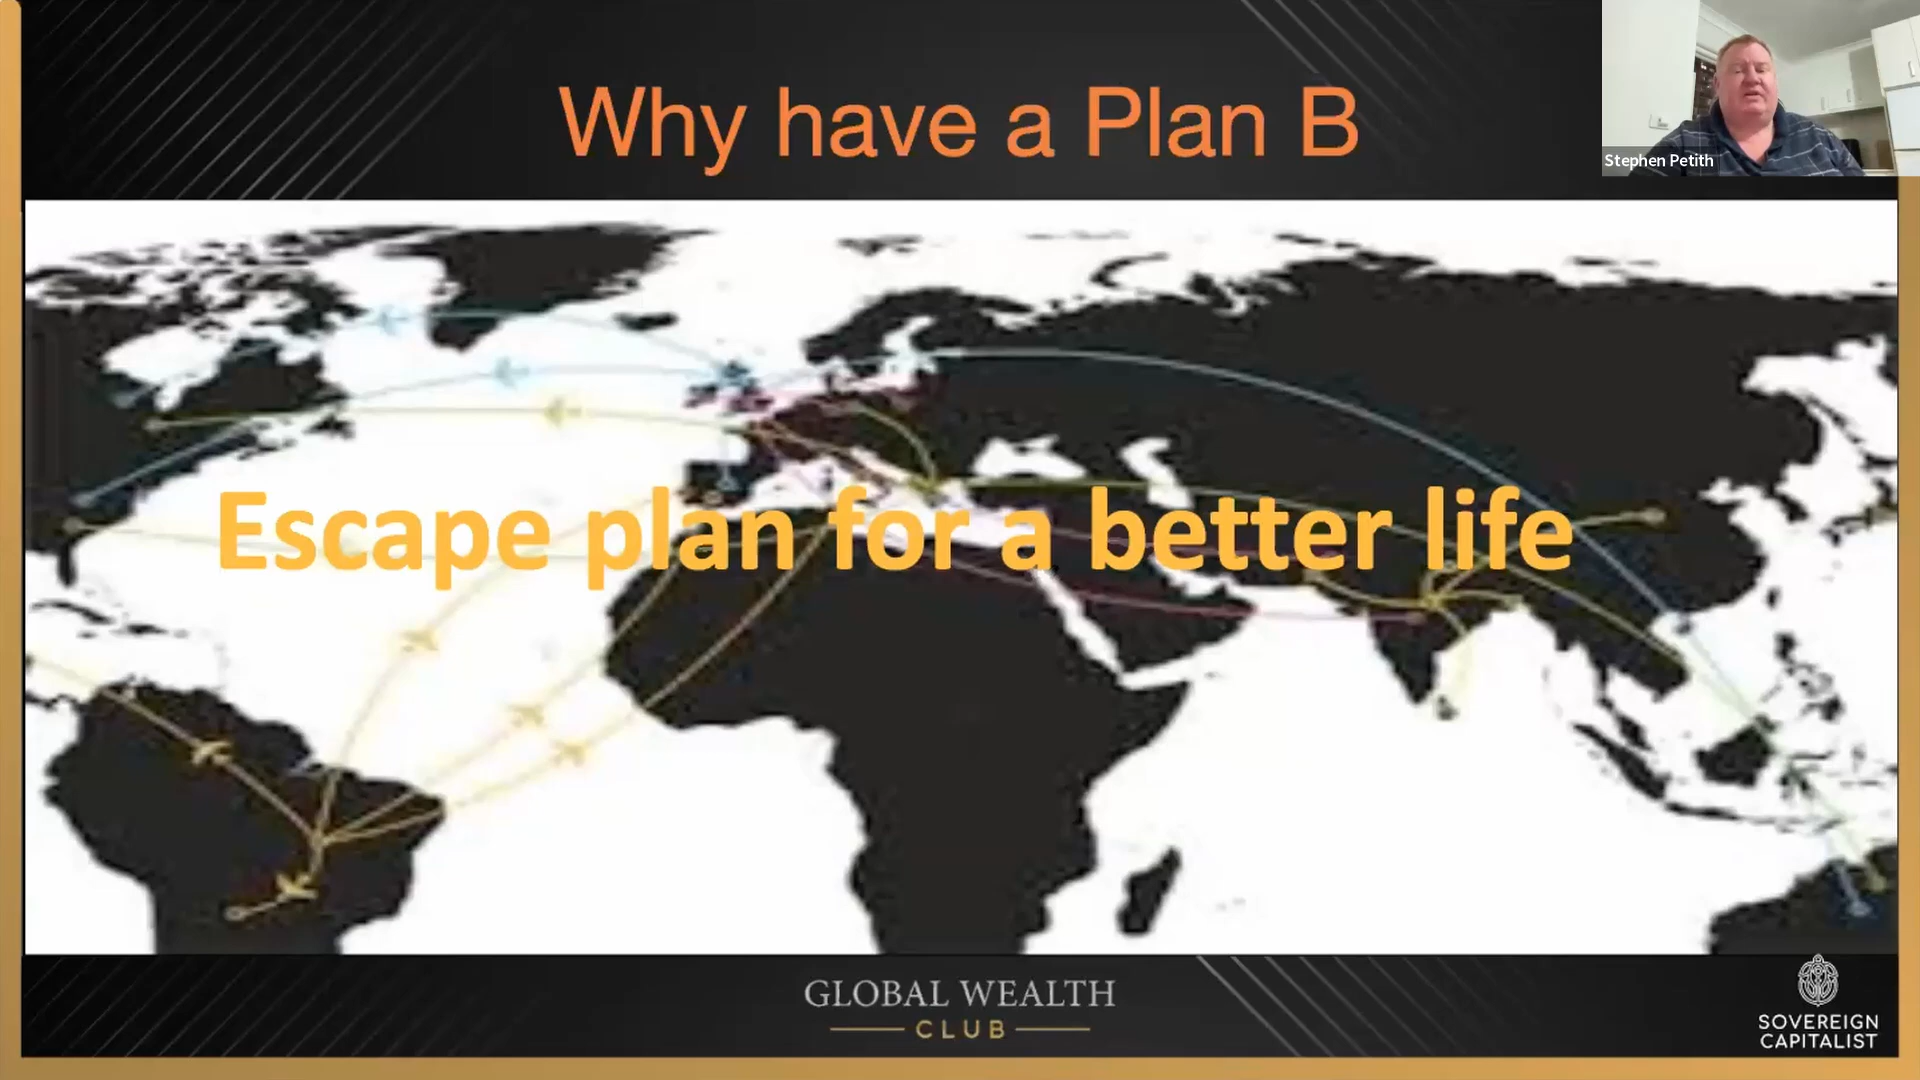 Why have a Plan B
Stephen Petith
Escape plan for a better life
GLOBAL WEALTH
CLUB
SOVEREIGN
CAPITALIST